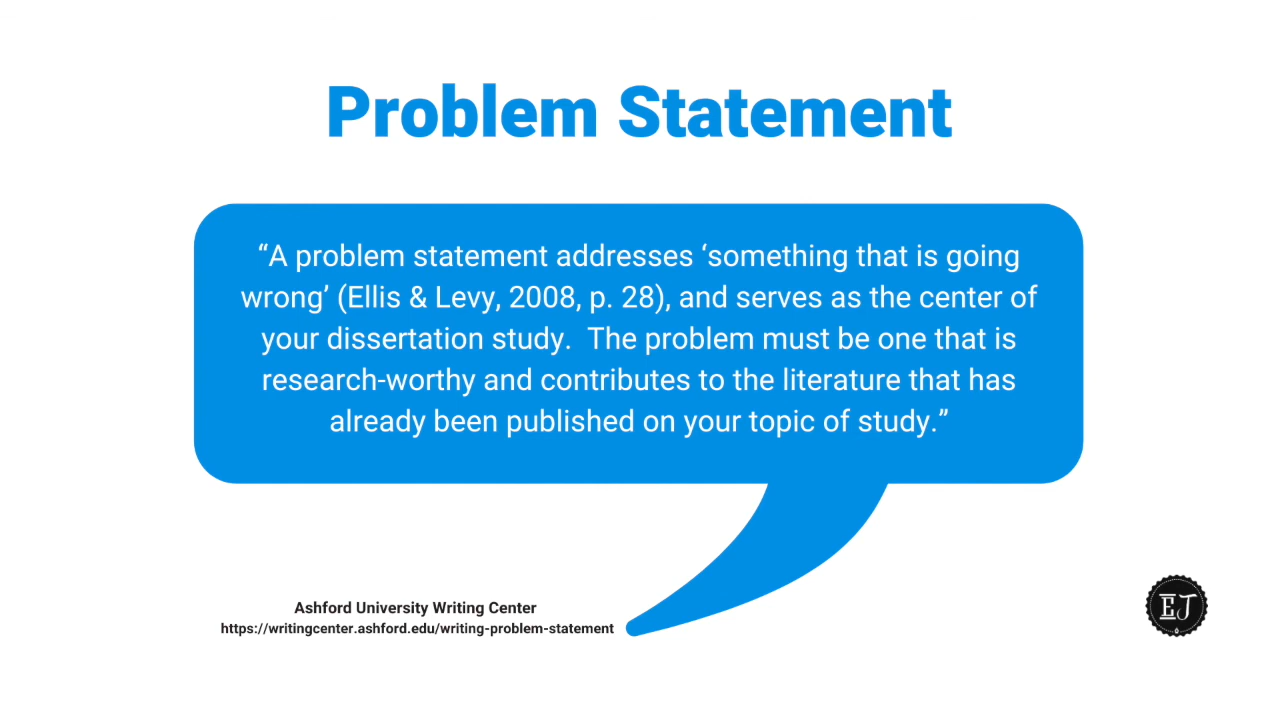 Problem Statement
“A problem statement addresses ‘something that is going
wrong’ (Ellis & Levy, 2008, p. 28), and serves as the center of
your dissertation study.  The problem must be one that is
research-worthy and contributes to the literature that has
already been published on your topic of study.”
Ashford University Writing Center
https://writingcenter.ashford.edu/writing-problem-statement
EJ